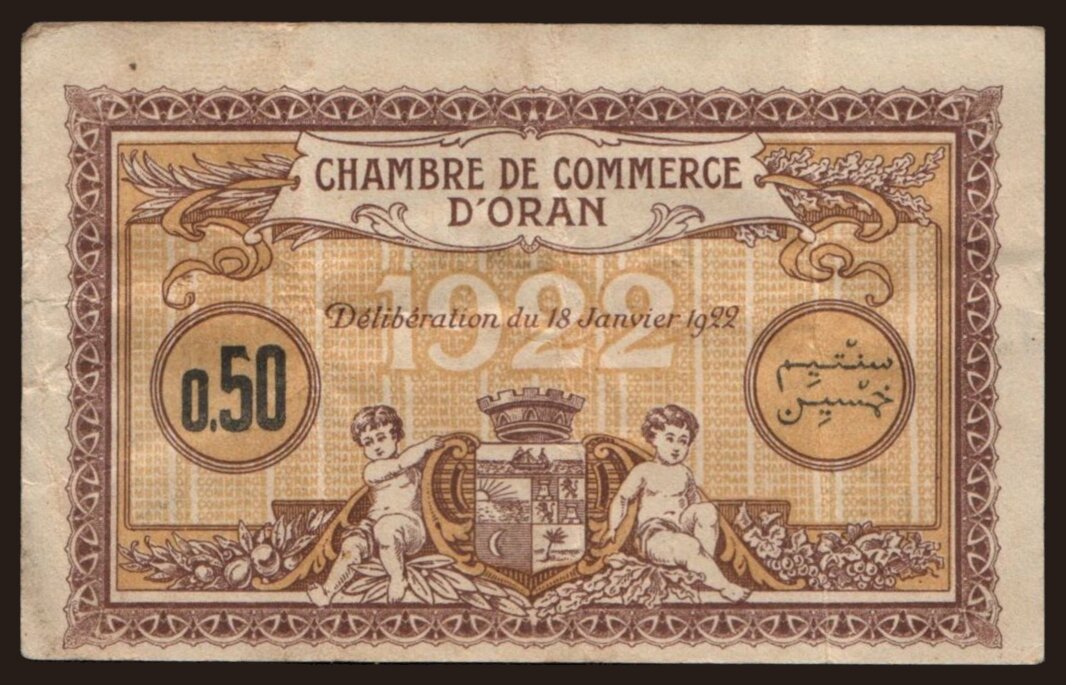 CHAMBRE DE COMMERCE
D'ORAN
1922
Délibération du 18 Janvier 1922
0.50
سنتيم
خمسين